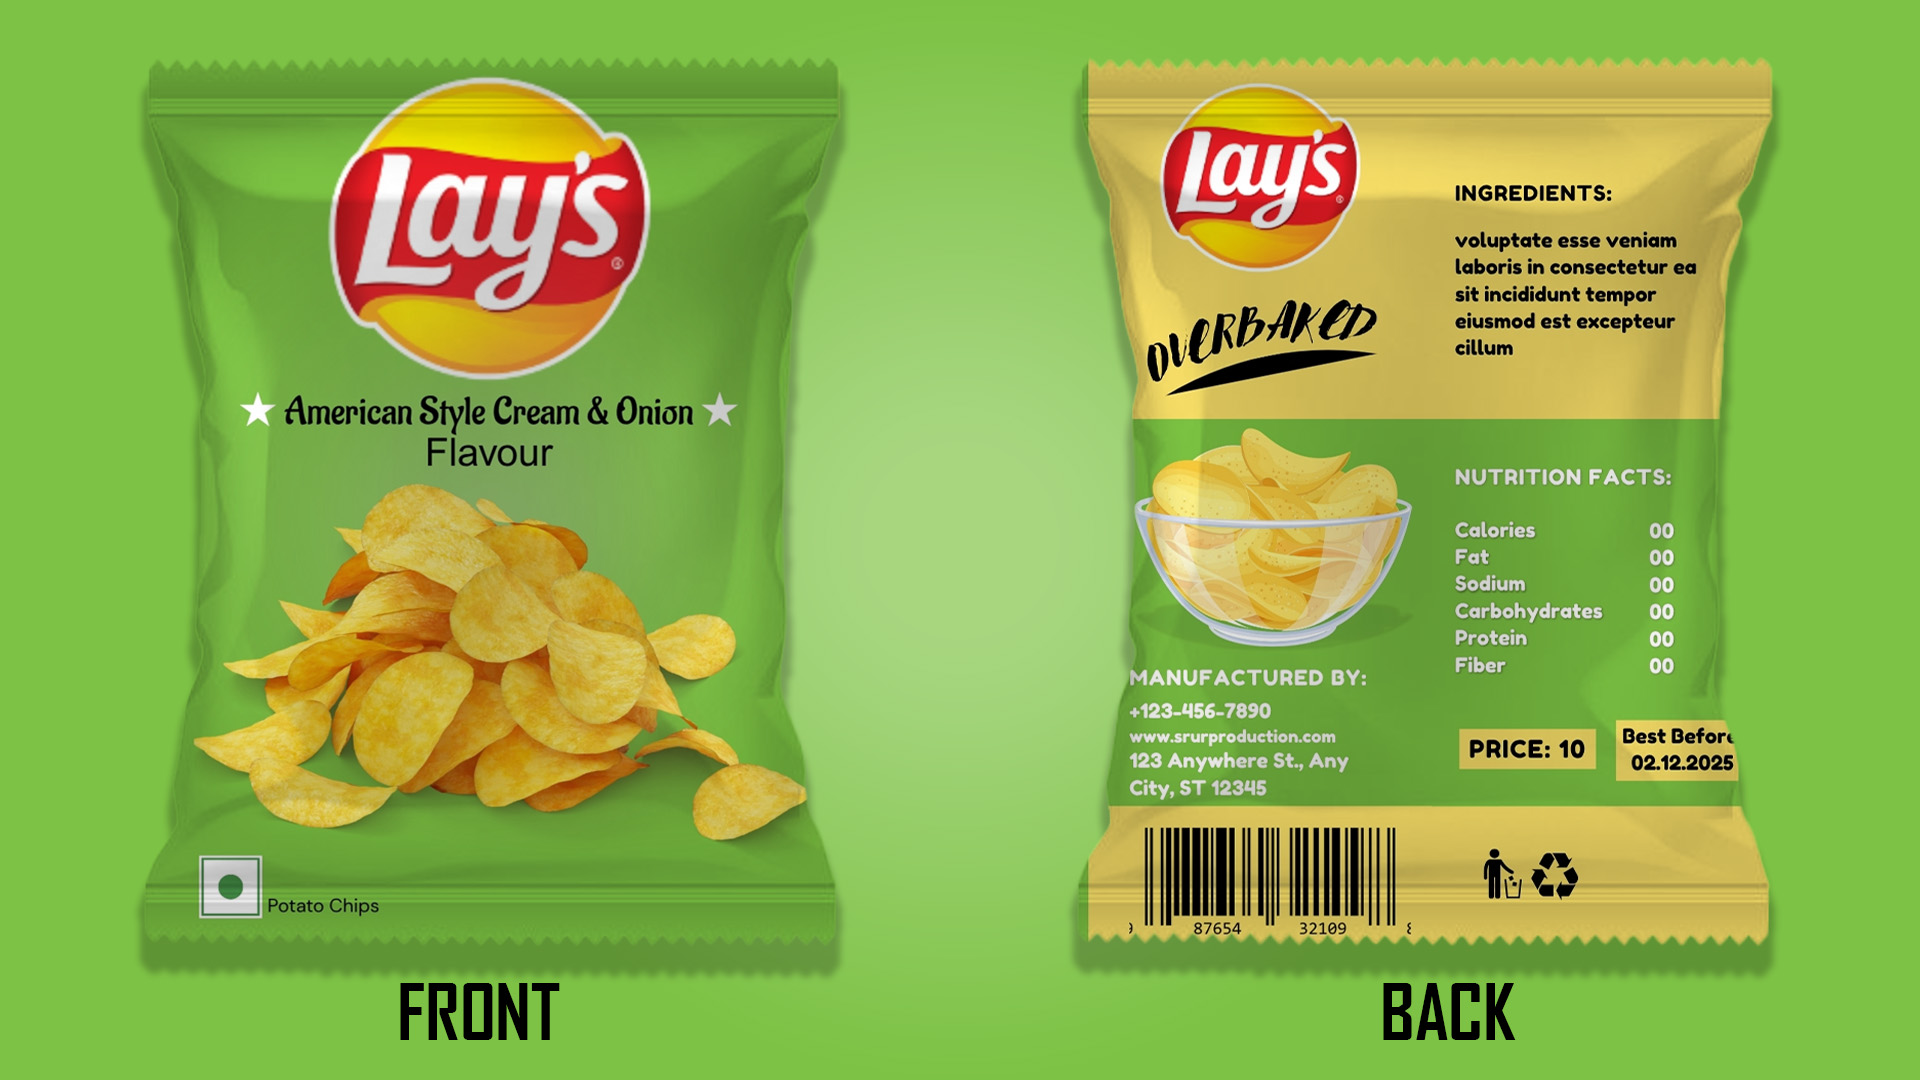 Lay's
®
American Style Cream & Onion
Flavour
Potato Chips
FRONT
Lay's
®
OVERBAKED
INGREDIENTS:
voluptate esse veniam
laboris in consectetur ea
sit incididunt tempor
eiusmod est excepteur
cillum
NUTRITION FACTS:
Calories 00
Fat 00
Sodium 00
Carbohydrates 00
Protein 00
Fiber 00
MANUFACTURED BY:
+123-456-7890
www.srurproduction.com
123 Anywhere St., Any
City, ST 12345
PRICE: 10
Best Before
02.12.2025
87654 32109
BACK